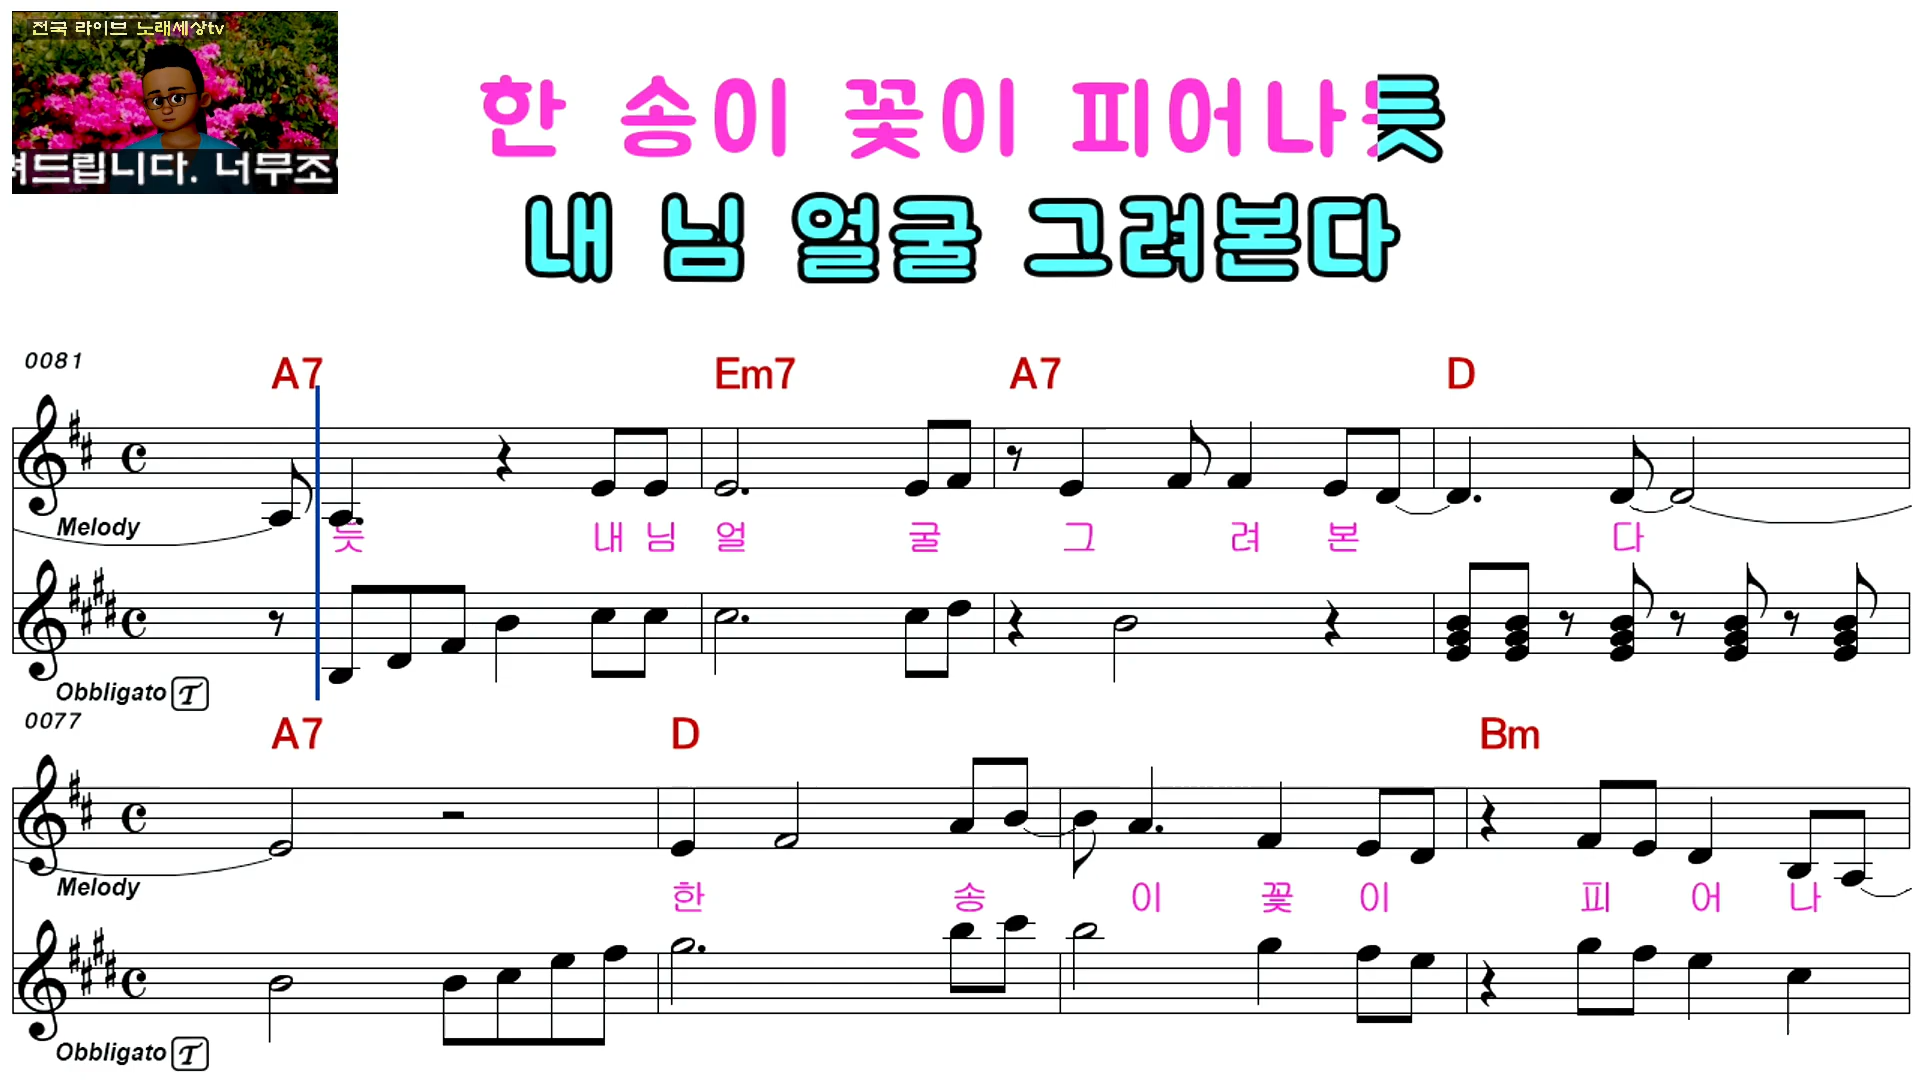 전국 라이브 노래세상tv
려드립니다. 너무조
한 송이 꽃이 피어나듯
내 님 얼굴 그려본다
0081
A7 Em7 A7 D
Melody
듯 내 님 얼 굴 그 려 본 다
Obbligato T
0077
A7 D Bm
Melody
한 송 이 꽃 이 피 어 나
Obbligato T